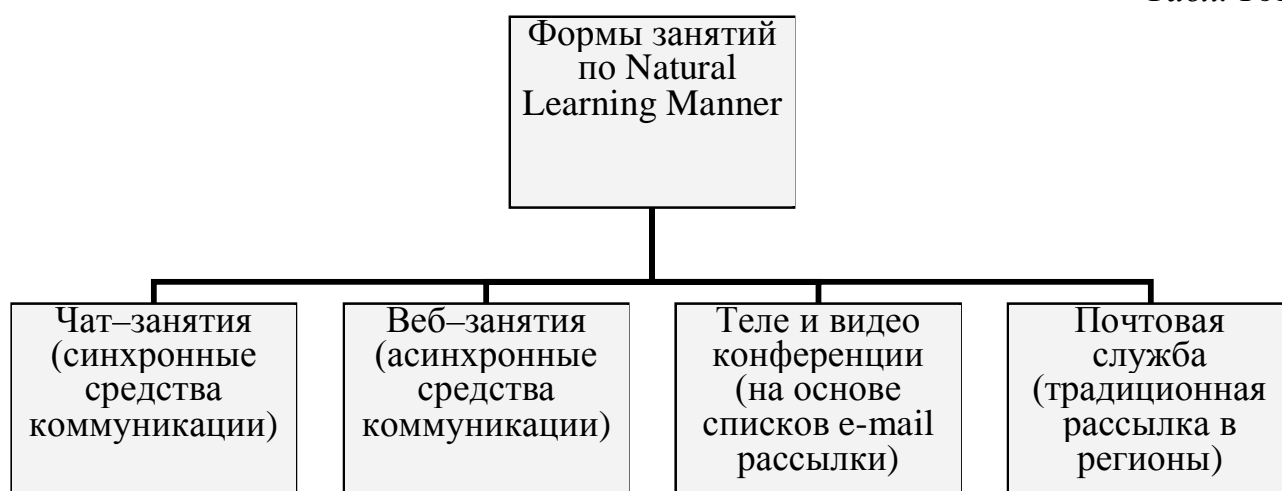 Формы занятий
по Natural
Learning Manner
Чат–занятия
(синхронные
средства
коммуникации)
Веб–занятия
(асинхронные
средства
коммуникации)
Теле и видео
конференции
(на основе
списков e-mail
рассылки)
Почтовая
служба
(традиционная
рассылка в
регионы)